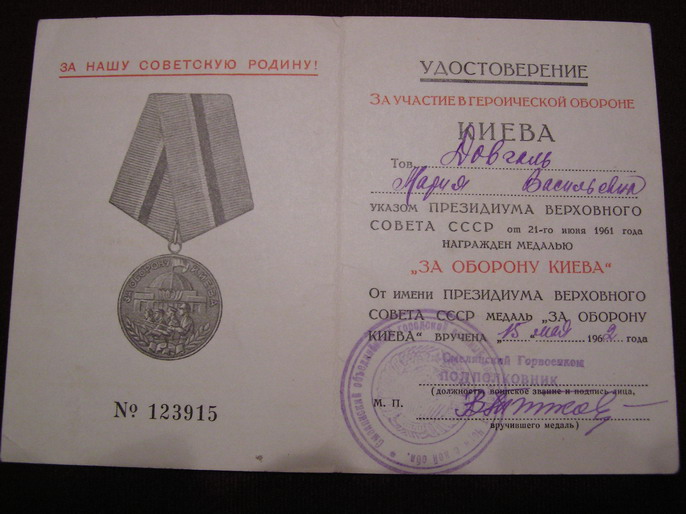 ЗА НАШУ СОВЕТСКУЮ РОДИНУ!
№ 123915
УДОСТОВЕРЕНИЕ
ЗА УЧАСТИЕ В ГЕРОИЧЕСКОЙ ОБОРОНЕ
КИЕВА
Тов. Довгаль
Мария Васильевна
УКАЗОМ ПРЕЗИДИУМА ВЕРХОВНОГО
СОВЕТА СССР от 21-го июня 1961 года
НАГРАЖДЕН МЕДАЛЬЮ
„ЗА ОБОРОНУ КИЕВА“
От имени ПРЕЗИДИУМА ВЕРХОВНОГО
СОВЕТА СССР МЕДАЛЬ „ЗА ОБОРОНУ
КИЕВА“ ВРУЧЕНА „15 мая 1962 года
Смелянский Горвоенком
ПОДПОЛКОВНИК
(должность воинское звание и подпись лица,
М. П.
вручившего медаль)